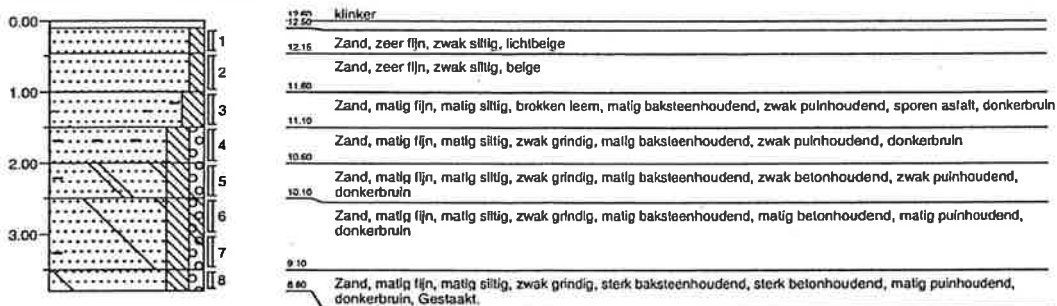 0.00
1.00
2.00
3.00
1
2
3
4
5
6
7
8
12.60 klinker
12.50
Zand, zeer fijn, zwak siltig, lichtbeige
12.15
Zand, zeer fijn, zwak siltig, beige
11.60
Zand, matig fijn, matig siltig, brokken leem, matig baksteenhoudend, zwak puinhoudend, sporen asfalt, donkerbruin
11.10
Zand, matig fijn, matig siltig, zwak grindig, matig baksteenhoudend, zwak puinhoudend, donkerbruin
10.60
Zand, matig fijn, matig siltig, zwak grindig, matig baksteenhoudend, zwak betonhoudend, zwak puinhoudend,
donkerbruin
10.10
Zand, matig fijn, matig siltig, zwak grindig, matig baksteenhoudend, matig betonhoudend, matig puinhoudend,
donkerbruin
9.10
Zand, matig fijn, matig siltig, zwak grindig, sterk baksteenhoudend, sterk betonhoudend, matig puinhoudend,
8.80
donkerbruin, Gestaakt.